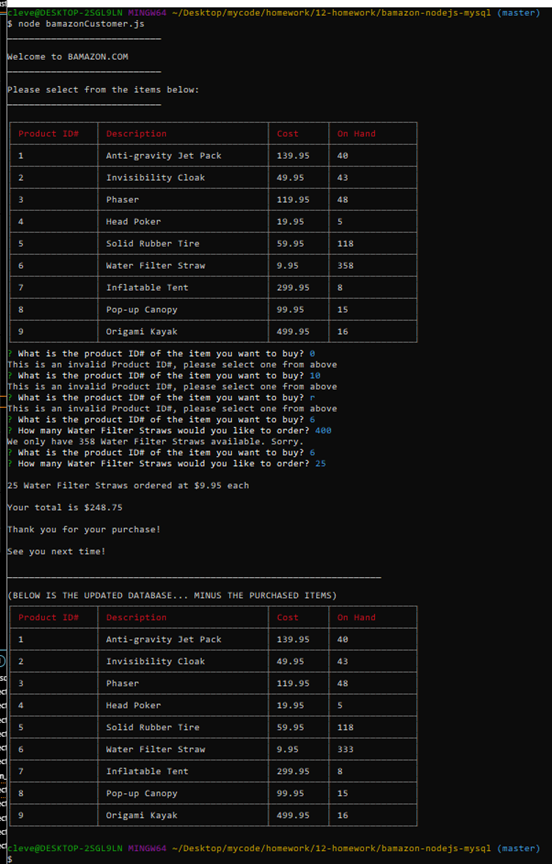 cleve@DESKTOP-2SGL9LN MINGW64 ~/Desktop/mycode/homework/12-homework/bamazon-nodejs-mysql (master)
$ node bamazonCustomer.js
Welcome to BAMAZON.COM
Please select from the items below:
Product ID# Description Cost On Hand
1 Anti-gravity Jet Pack 139.95 40
2 Invisibility Cloak 49.95 43
3 Phaser 119.95 48
4 Head Poker 19.95 5
5 Solid Rubber Tire 59.95 118
6 Water Filter Straw 9.95 358
7 Inflatable Tent 299.95 8
8 Pop-up Canopy 99.95 15
9 Origami Kayak 499.95 16
? What is the product ID# of the item you want to buy? 0
This is an invalid Product ID#, please select one from above
? What is the product ID# of the item you want to buy? 10
This is an invalid Product ID#, please select one from above
? What is the product ID# of the item you want to buy? r
This is an invalid Product ID#, please select one from above
? What is the product ID# of the item you want to buy? 6
? How many Water Filter Straws would you like to order? 400
We only have 358 Water Filter Straws available. Sorry.
? What is the product ID# of the item you want to buy? 6
? How many Water Filter Straws would you like to order? 25
25 Water Filter Straws ordered at $9.95 each
Your total is $248.75
Thank you for your purchase!
See you next time!
(BELOW IS THE UPDATED DATABASE... MINUS THE PURCHASED ITEMS)
Product ID# Description Cost On Hand
1 Anti-gravity Jet Pack 139.95 40
2 Invisibility Cloak 49.95 43
3 Phaser 119.95 48
4 Head Poker 19.95 5
5 Solid Rubber Tire 59.95 118
6 Water Filter Straw 9.95 333
7 Inflatable Tent 299.95 8
8 Pop-up Canopy 99.95 15
9 Origami Kayak 499.95 16
cleve@DESKTOP-2SGL9LN MINGW64 ~/Desktop/mycode/homework/12-homework/bamazon-nodejs-mysql (master)
$